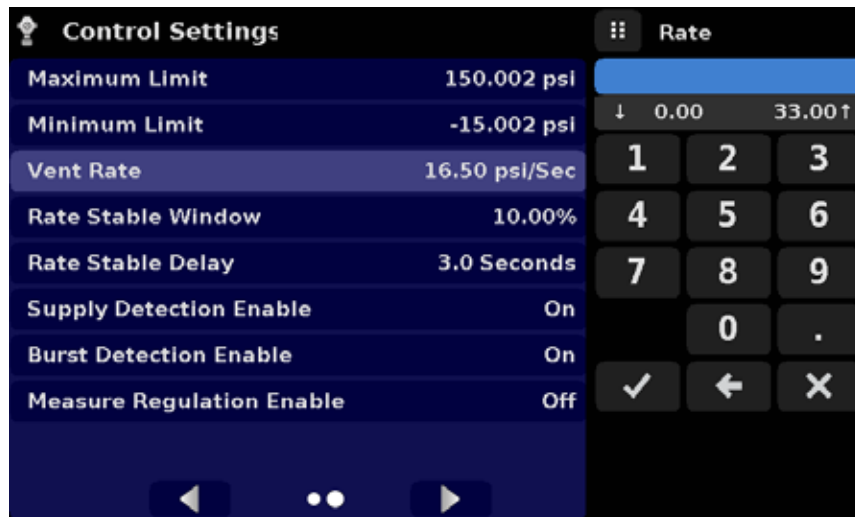 Control Settings
Maximum Limit 150.002 psi
Minimum Limit -15.002 psi
Vent Rate 16.50 psi/Sec
Rate Stable Window 10.00%
Rate Stable Delay 3.0 Seconds
Supply Detection Enable On
Burst Detection Enable On
Measure Regulation Enable Off
Rate
↓ 0.00 33.00↑
1 2 3
4 5 6
7 8 9
0 .